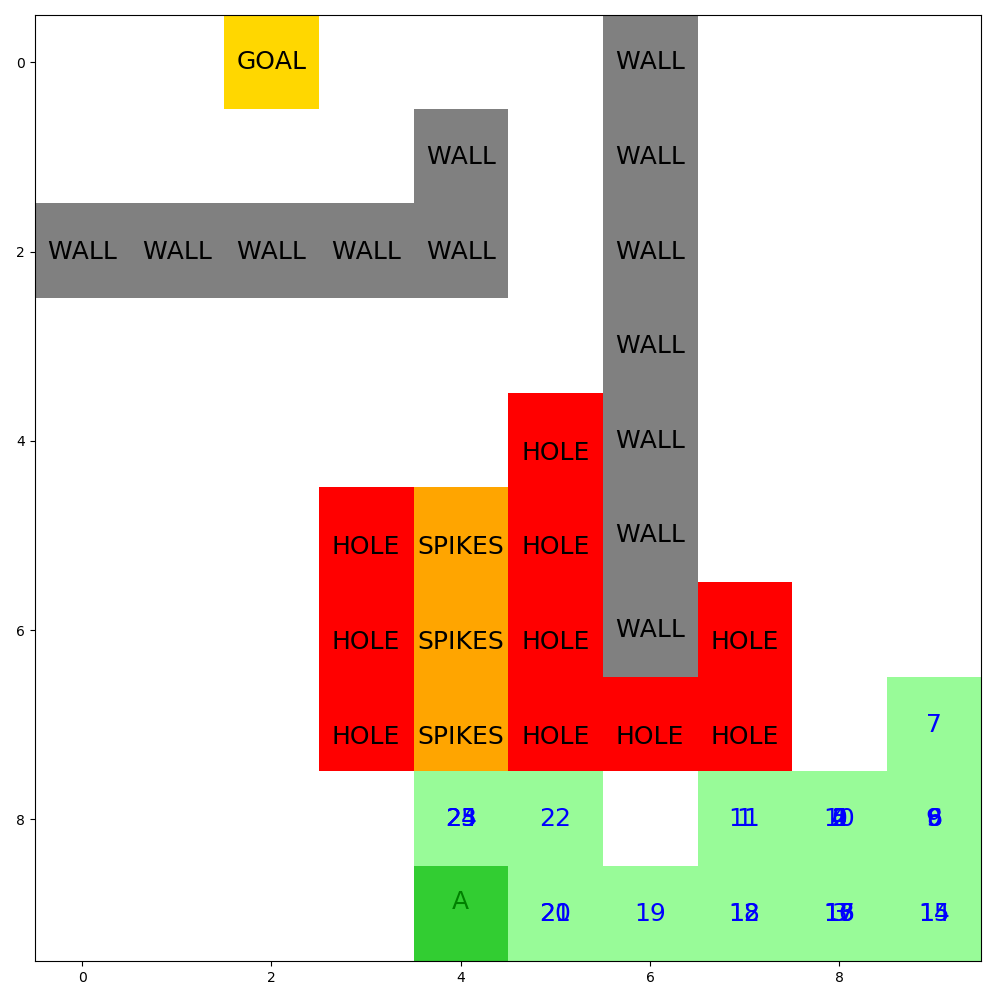 GOAL WALL
0
WALL WALL
WALL WALL WALL WALL WALL WALL
2
WALL
HOLE WALL
4
HOLE SPIKES HOLE WALL
HOLE SPIKES HOLE WALL HOLE
6
HOLE SPIKES HOLE HOLE HOLE 7
22
8
A 19
0 2 4 6 8